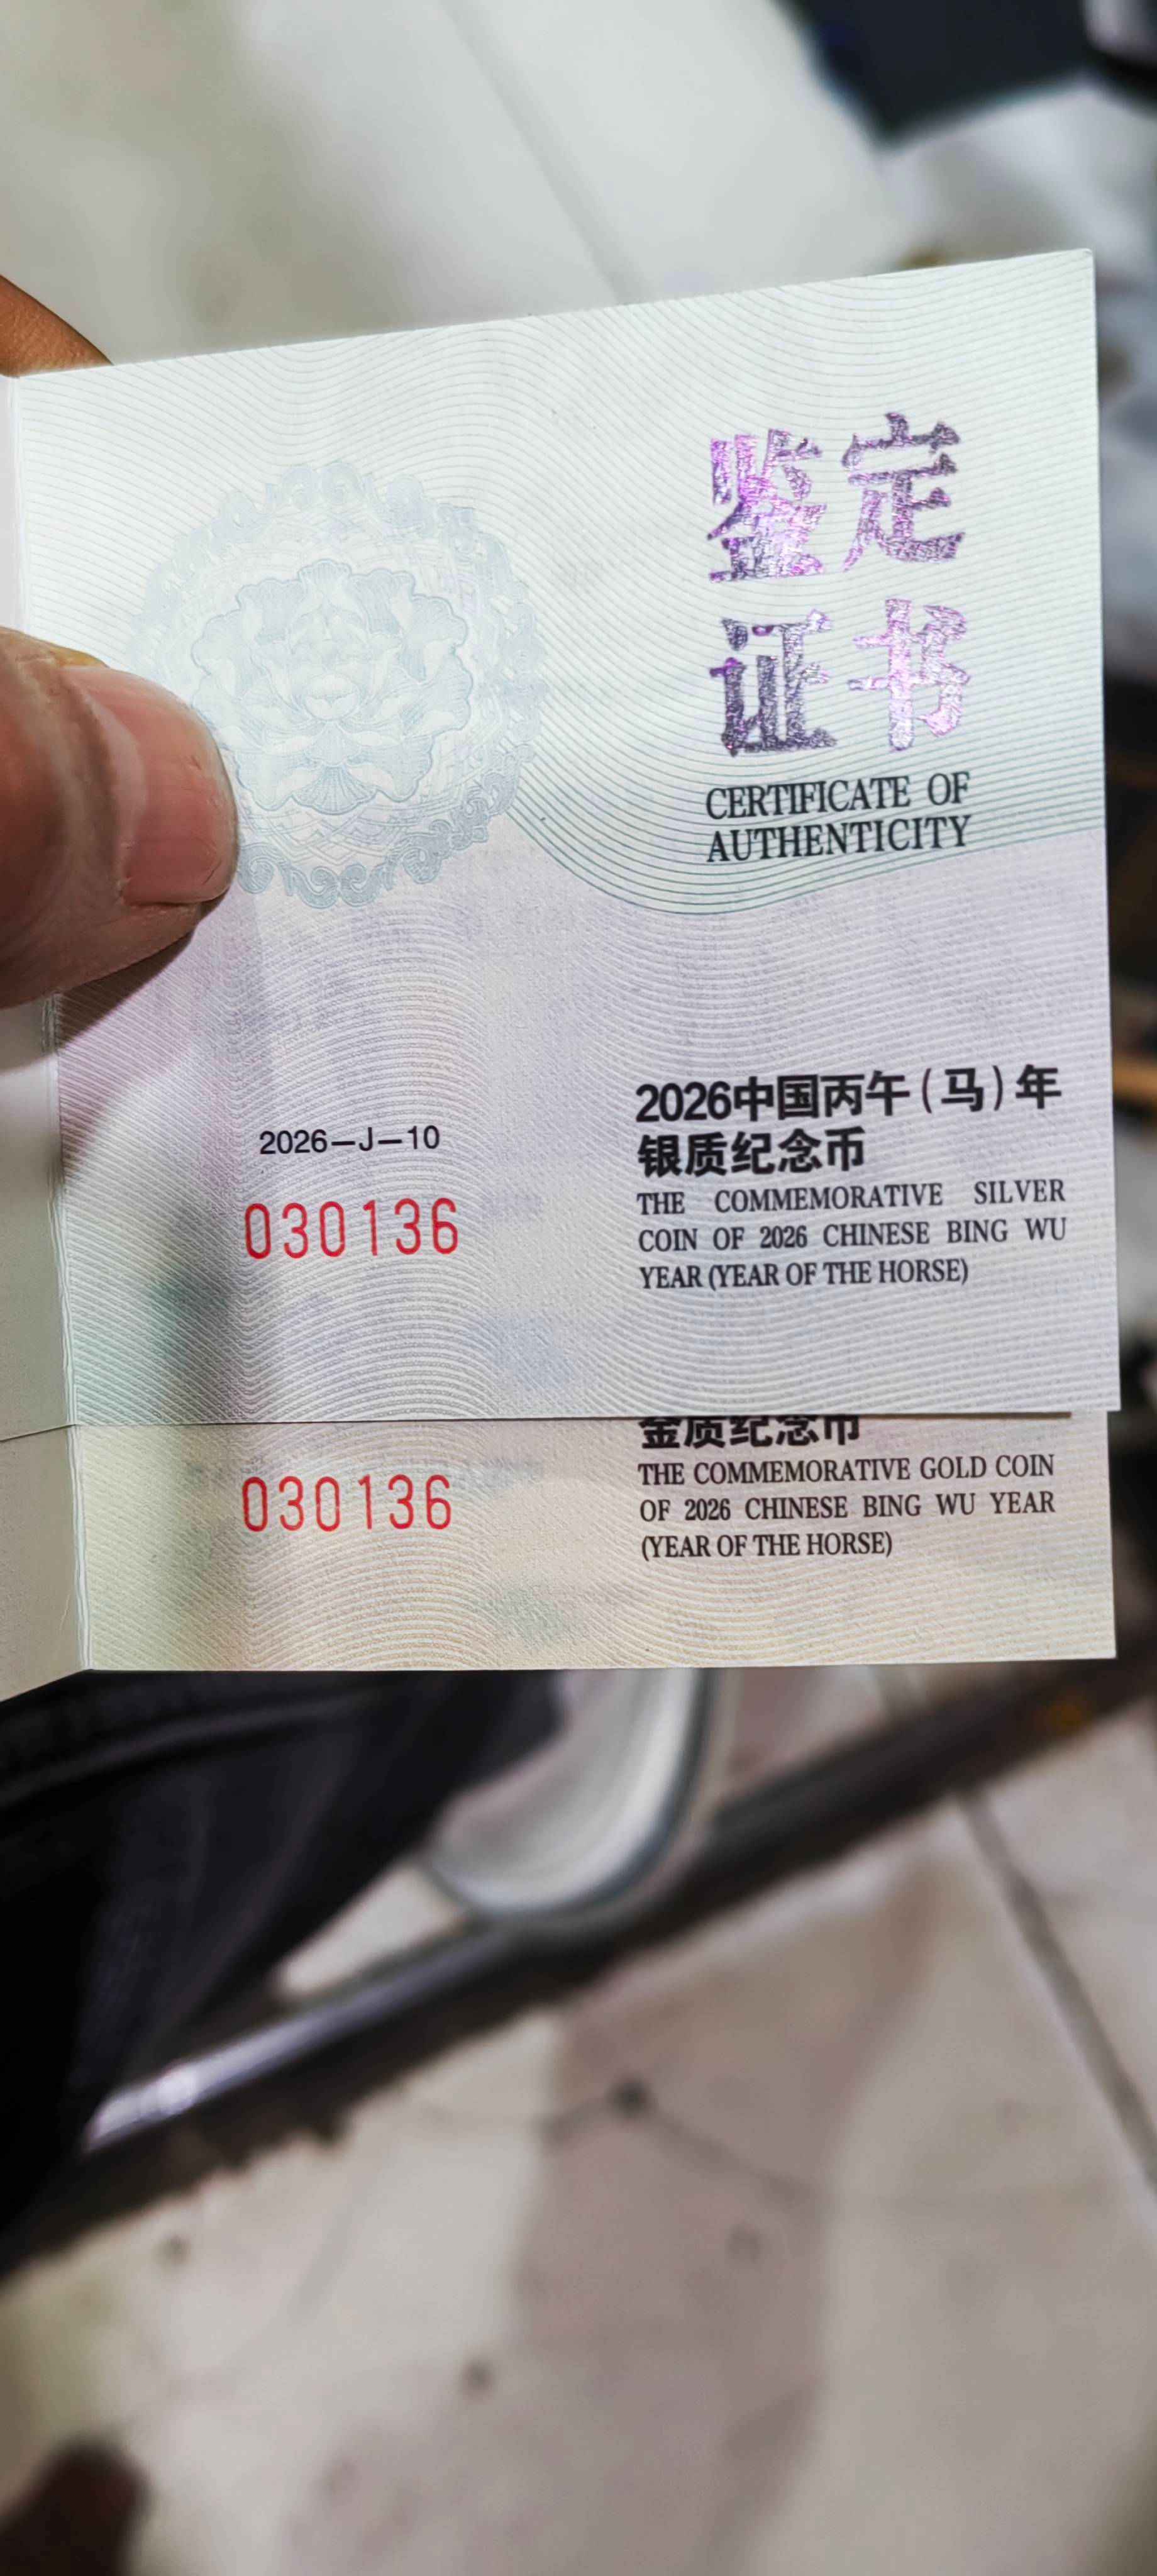 鉴定
证书
CERTIFICATE OF
AUTHENTICITY
2026中国丙午(马)年
银质纪念币
THE COMMEMORATIVE SILVER
COIN OF 2026 CHINESE BING WU
YEAR (YEAR OF THE HORSE)
2026-J-10
030136
金质纪念币
THE COMMEMORATIVE GOLD COIN
OF 2026 CHINESE BING WU YEAR
(YEAR OF THE HORSE)
030136